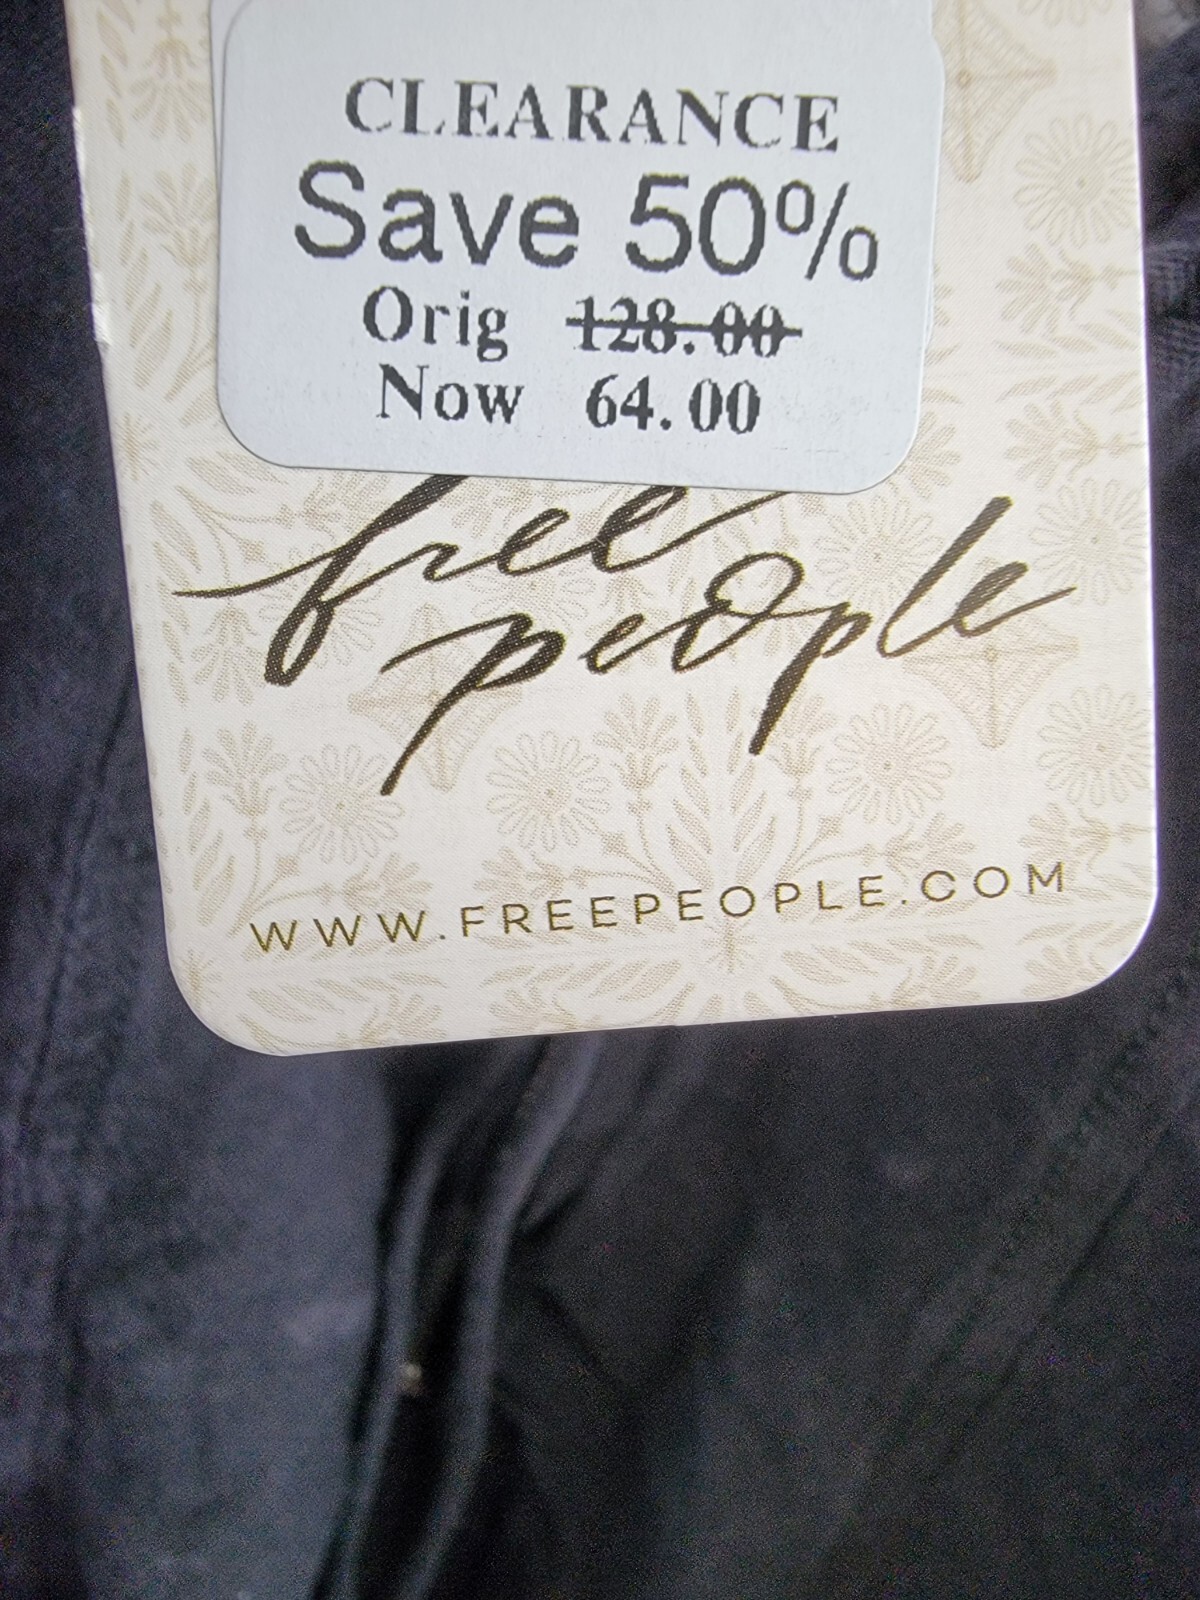 CLEARANCE
Save 50%
Orig 128.00
Now 64.00
free
people
WWW.FREEPEOPLE.COM